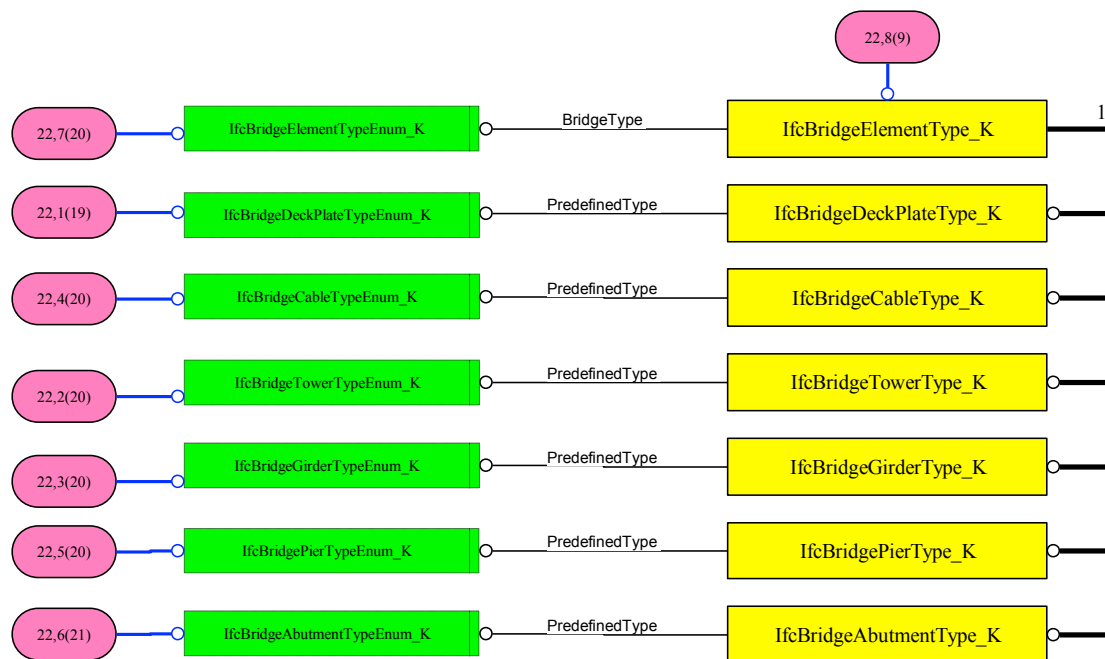 22,8(9)
22,7(20) IfcBridgeElementTypeEnum_K BridgeType IfcBridgeElementType_K 1
22,1(19) IfcBridgeDeckPlateTypeEnum_K PredefinedType IfcBridgeDeckPlateType_K
22,4(20) IfcBridgeCableTypeEnum_K PredefinedType IfcBridgeCableType_K
22,2(20) IfcBridgeTowerTypeEnum_K PredefinedType IfcBridgeTowerType_K
22,3(20) IfcBridgeGirderTypeEnum_K PredefinedType IfcBridgeGirderType_K
22,5(20) IfcBridgePierTypeEnum_K PredefinedType IfcBridgePierType_K
22,6(21) IfcBridgeAbutmentTypeEnum_K PredefinedType IfcBridgeAbutmentType_K